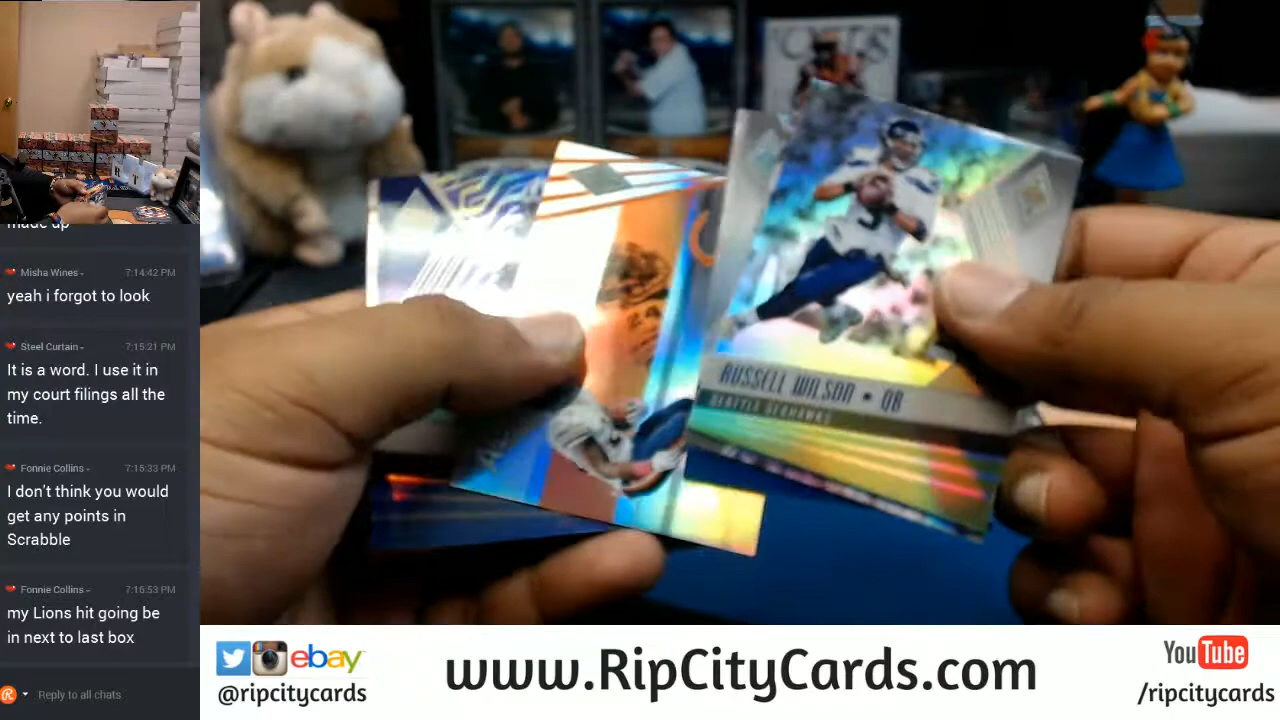 made up
Misha Wines
7:14:42 PM
yeah i forgot to look
Steel Curtain
7:15:21 PM
It is a word. I use it in
my court filings all the
time.
Fonnie Collins
7:15:33 PM
I don't think you would
get any points in
Scrabble
Fonnie Collins
7:16:53 PM
my Lions hit going be
in next to last box
Reply to all chats
RUSSELL WILSON • QB
SEATTLE SEAHAWKS
3
24
ebay
@ripcitycards
www.RipCityCards.com
YouTube
/ripcitycards